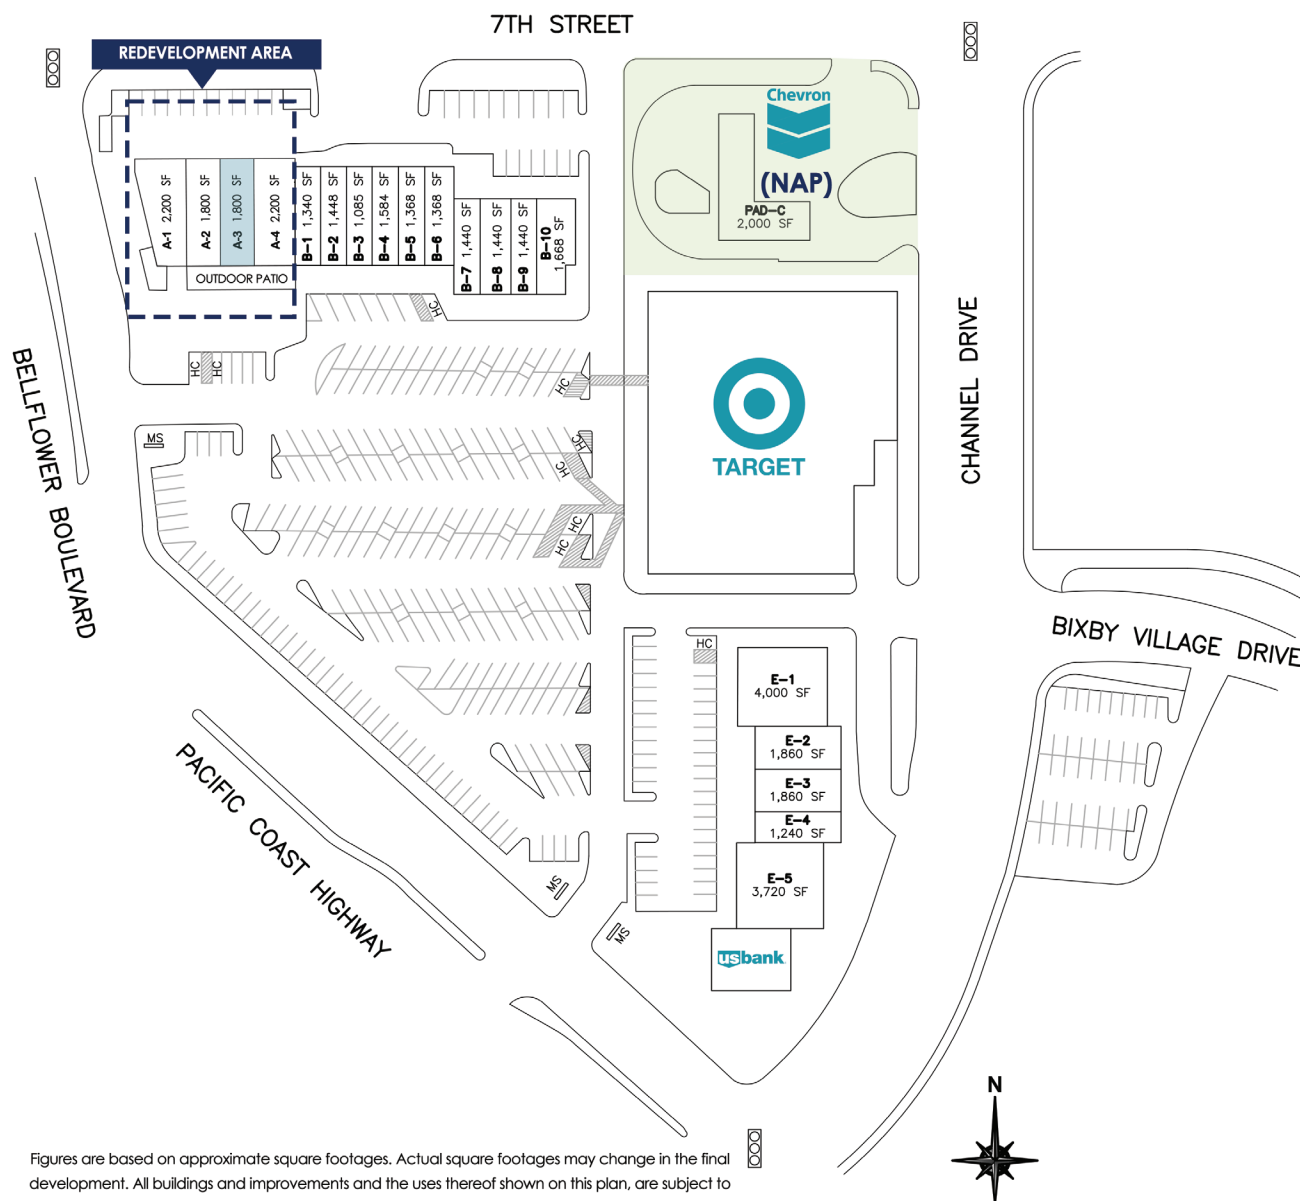 7TH STREET
REDEVELOPMENT AREA
Chevron
(NAP)
PAD-C
2,000 SF
A-1 2,200 SF
A-2 1,800 SF
A-3 1,800 SF
A-4 2,200 SF
B-1 1,340 SF
B-2 1,448 SF
B-3 1,085 SF
B-4 1,584 SF
B-5 1,368 SF
B-6 1,368 SF
B-7 1,440 SF
B-8 1,440 SF
B-9 1,440 SF
B-10
1,668 SF
OUTDOOR PATIO
HC
HC
HC
HC
TARGET
CHANNEL DRIVE
BELLFLOWER BOULEVARD
MS
HC
HC
HC
HC
BIXBY VILLAGE DRIVE
HC
E-1
4,000 SF
E-2
1,860 SF
E-3
1,860 SF
E-4
1,240 SF
E-5
3,720 SF
PACIFIC COAST HIGHWAY
MS
MS
usbank
N
Figures are based on approximate square footages. Actual square footages may change in the final
development. All buildings and improvements and the uses thereof shown on this plan, are subject to